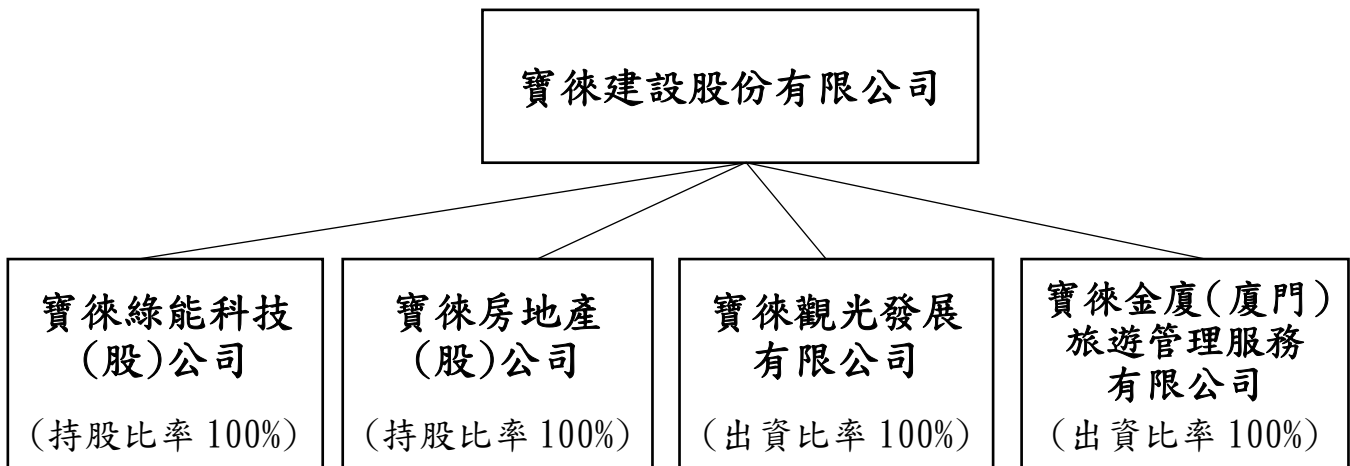 寶徠建設股份有限公司
寶徠綠能科技
(股)公司
(持股比率 100%)
寶徠房地產
(股)公司
(持股比率 100%)
寶徠觀光發展
有限公司
(出資比率 100%)
寶徠金廈(廈門)
旅遊管理服務
有限公司
(出資比率 100%)